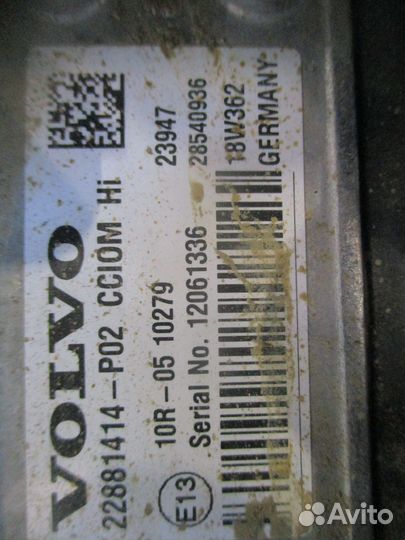 VOLVO
22881414-P02 CCIOM Hi
10R-05 10279 23947
E13 Serial No. 12061336 28540936
18W362
GERMANY
Avito